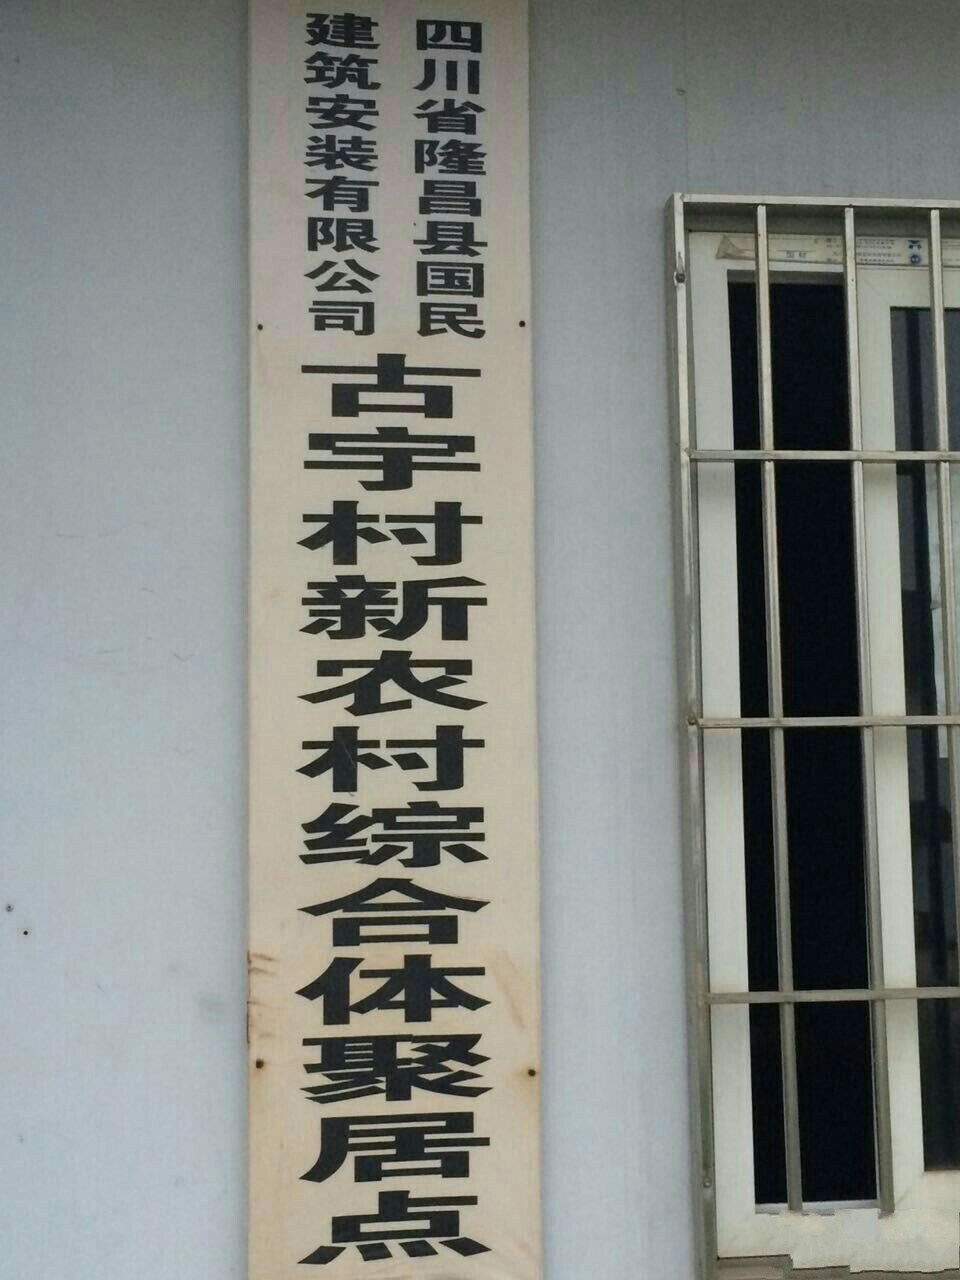 四川省隆昌县国民
建筑安装有限公司
古宇村新农村综合体聚居点